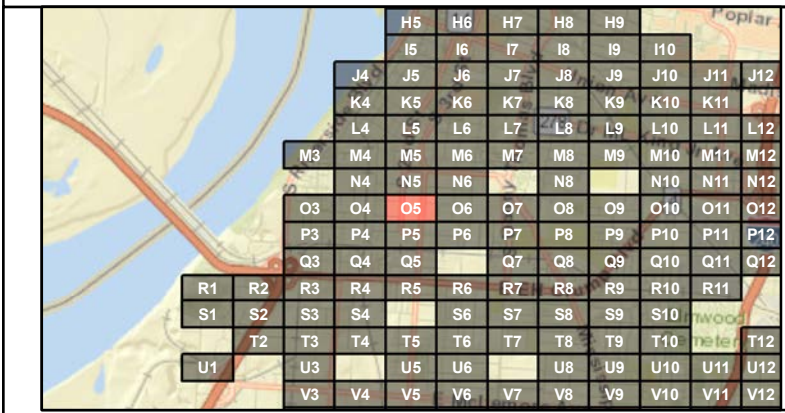 Poplar
H5 H6 H7 H8 H9
I5 I6 I7 I8 I9 I10
J4 J5 J6 J7 J8 J9 J10 J11 J12
K4 K5 K6 K7 K8 K9 K10 K11
L4 L5 L6 L7 L8 L9 L10 L11 L12
M3 M4 M5 M6 M7 M8 M9 M10 M11 M12
N4 N5 N6 N8 N10 N11 N12
O3 O4 O5 O6 O7 O8 O9 O10 O11 O12
P3 P4 P5 P6 P7 P8 P9 P10 P11 P12
Q3 Q4 Q5 Q7 Q8 Q9 Q10 Q11 Q12
R1 R2 R3 R4 R5 R6 R7 R8 R9 R10 R11
S1 S2 S3 S4 S6 S7 S8 S9 S10
T2 T3 T4 T5 T6 T7 T8 T9 T10 T12
U1 U3 U5 U6 U8 U9 U10 U11 U12
V3 V4 V5 V6 V7 V8 V9 V10 V11 V12
S Riverside Blvd